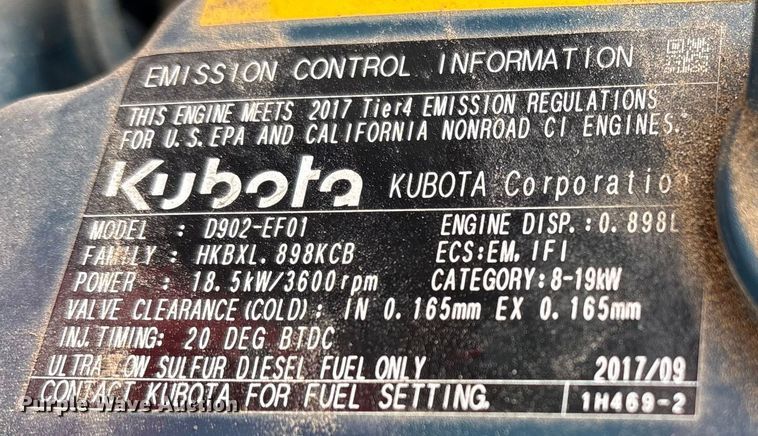 EMISSION CONTROL INFORMATION
THIS ENGINE MEETS 2017 Tier4 EMISSION REGULATIONS
FOR U.S.EPA AND CALIFORNIA NONROAD CI ENGINES.
Kubota KUBOTA Corporation
MODEL : D902-EF01 ENGINE DISP.:0.898L
FAMILY : HKBXL.898KCB ECS:EM,IFI
POWER : 18.5kW/3600rpm CATEGORY:8-19kW
VALVE CLEARANCE(COLD): IN 0.165mm EX 0.165mm
INJ.TIMING: 20 DEG BTDC
ULTRA LOW SULFUR DIESEL FUEL ONLY 2017/09
CONTACT KUBOTA FOR FUEL SETTING. 1H469-2
Purple Wave Auction